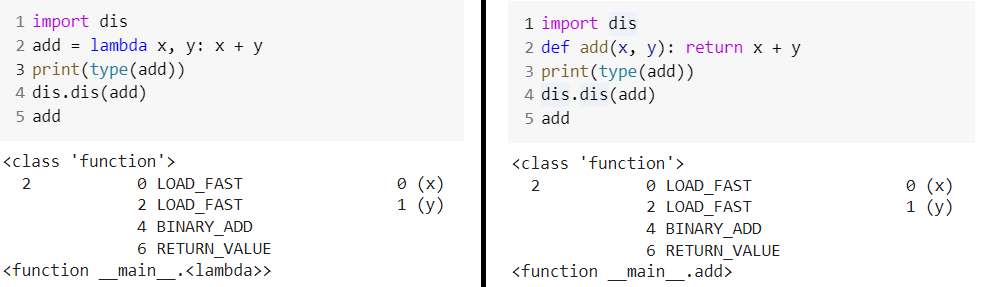 1 import dis
2 add = lambda x, y: x + y
3 print(type(add))
4 dis.dis(add)
5 add
<class 'function'>
2 0 LOAD_FAST 0 (x)
2 LOAD_FAST 1 (y)
4 BINARY_ADD
6 RETURN_VALUE
<function __main__.<lambda>>
1 import dis
2 def add(x, y): return x + y
3 print(type(add))
4 dis.dis(add)
5 add
<class 'function'>
2 0 LOAD_FAST 0 (x)
2 LOAD_FAST 1 (y)
4 BINARY_ADD
6 RETURN_VALUE
<function __main__.add>